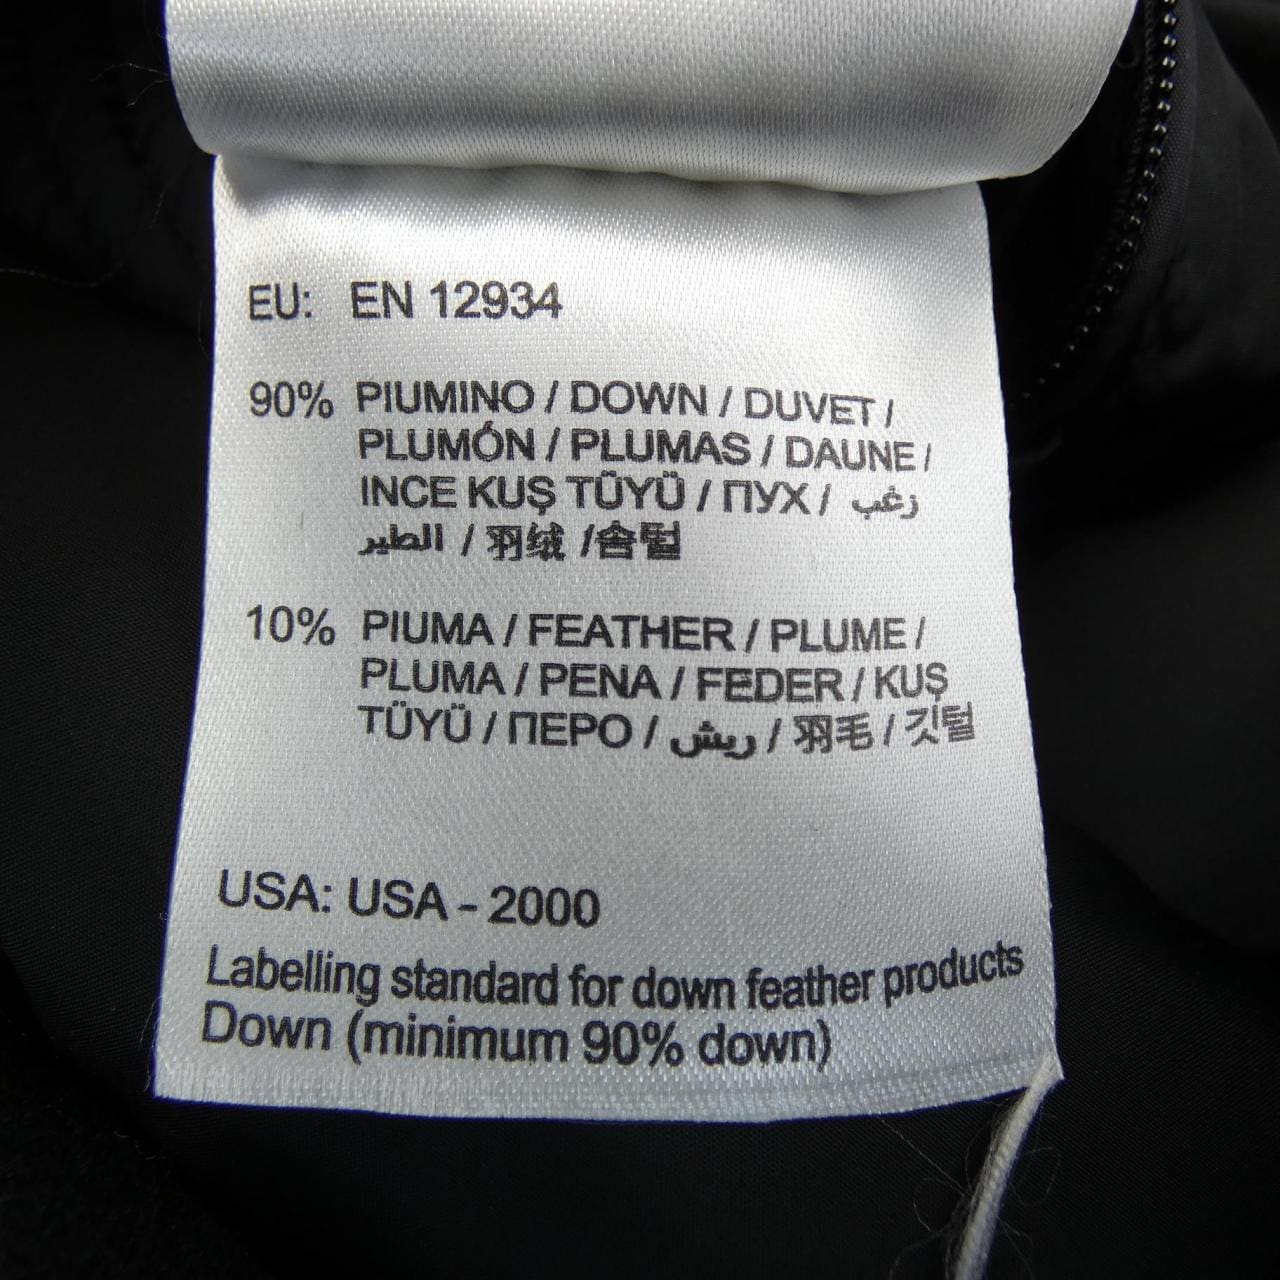 EU: EN 12934
90% PIUMINO / DOWN / DUVET /
PLUMÓN / PLUMAS / DAUNE /
INCE KUŞ TÜYÜ / ПУХ / زغب
الطير / 羽绒 /솜털
10% PIUMA / FEATHER / PLUME /
PLUMA / PENA / FEDER / KUŞ
TÜYÜ / ПЕРО / ريش / 羽毛 / 깃털
USA: USA - 2000
Labelling standard for down feather products
Down (minimum 90% down)